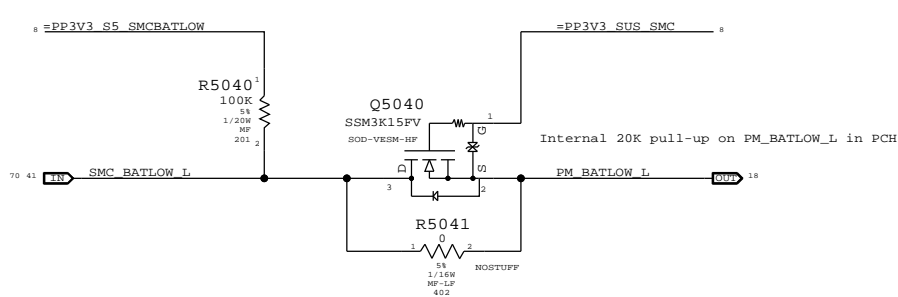 8 =PP3V3_S5_SMCBATLOW
=PP3V3_SUS_SMC 8
R5040 1
100K
5%
1/20W
MF
201 2
Q5040
SSM3K15FV
SOD-VESM-HF
1
G
D
S
3
2
Internal 20K pull-up on PM_BATLOW_L in PCH
70 41 IN SMC_BATLOW_L
PM_BATLOW_L OUT 18
R5041
0
1 2
5%
1/16W
MF-LF
402
NOSTUFF